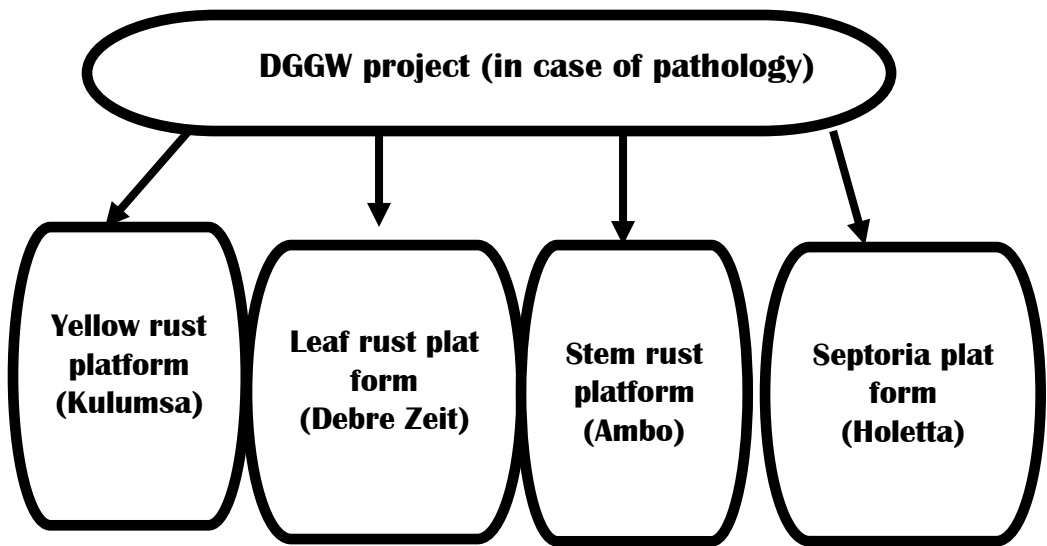 DGGW project (in case of pathology)
Yellow rust
platform
(Kulumsa)
Leaf rust plat
form
(Debre Zeit)
Stem rust
platform
(Ambo)
Septoria plat
form
(Holetta)